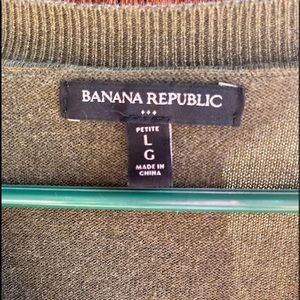 BANANA REPUBLIC
PETITE
L
G
MADE IN
CHINA